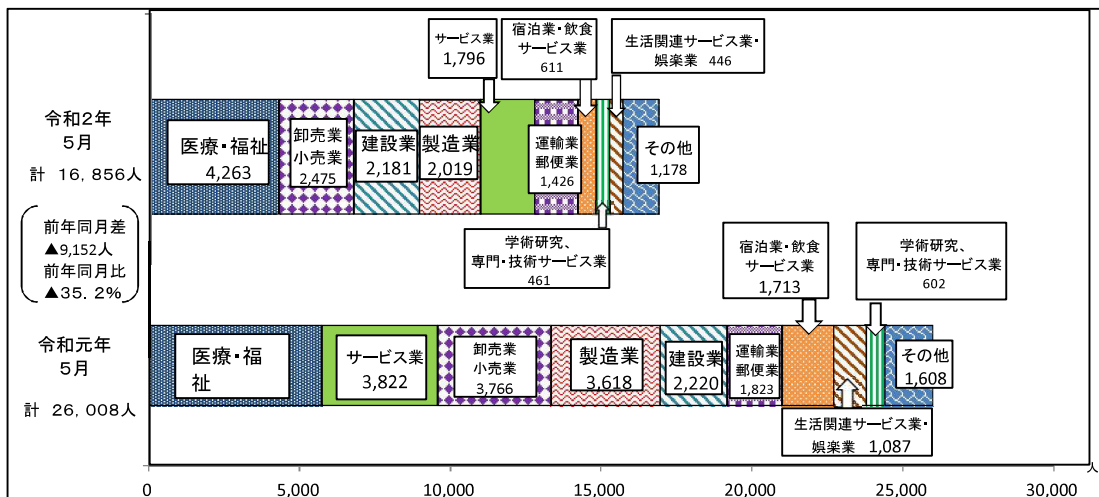 サービス業
1,796
宿泊業・飲食
サービス業
611
生活関連サービス業・
娯楽業 446
令和2年
5月
計 16,856人
医療・福祉
4,263
卸売業
小売業
2,475
建設業
2,181
製造業
2,019
運輸業
郵便業
1,426
その他
1,178
学術研究、
専門・技術サービス業
461
前年同月差
▲9,152人
前年同月比
▲35.2%
宿泊業・飲食
サービス業
1,713
学術研究、
専門・技術サービス業
602
令和元年
5月
計 26,008人
医療・福
祉
サービス業
3,822
卸売業
小売業
3,766
製造業
3,618
建設業
2,220
運輸業
郵便業
1,823
その他
1,608
生活関連サービス業・
娯楽業 1,087
人
0 5,000 10,000 15,000 20,000 25,000 30,000